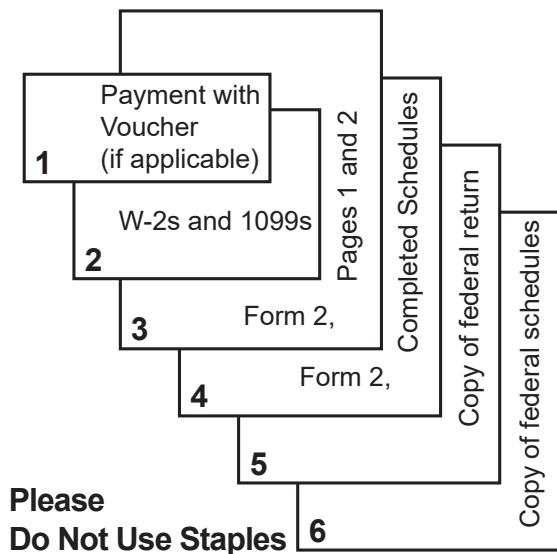 Payment with
Voucher
(if applicable)
1
W-2s and 1099s
2
Pages 1 and 2
Form 2,
3
Completed Schedules
Form 2,
4
Copy of federal return
5
Copy of federal schedules
6
Please
Do Not Use Staples